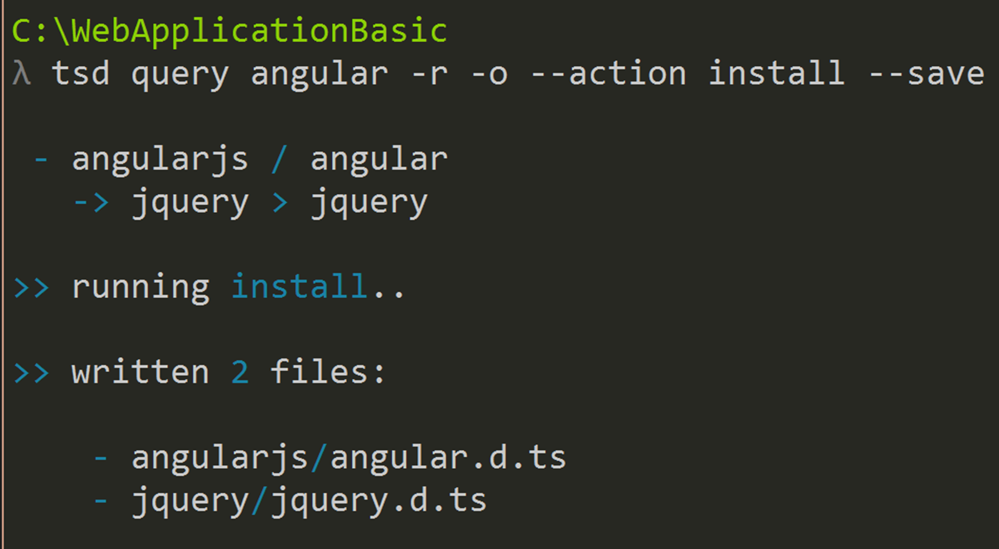 C:\WebApplicationBasic
λ tsd query angular -r -o --action install --save
- angularjs / angular
-> jquery > jquery
>> running install..
>> written 2 files:
- angularjs/angular.d.ts
- jquery/jquery.d.ts